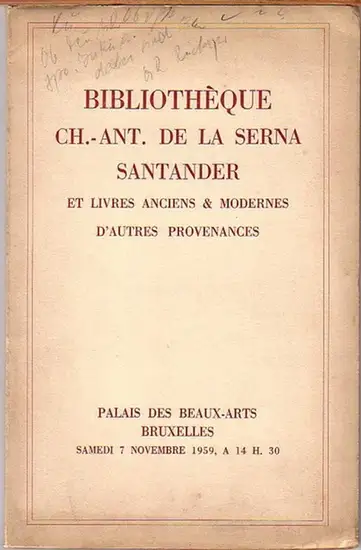 BIBLIOTHÈQUE
CH.-ANT. DE LA SERNA
SANTANDER
ET LIVRES ANCIENS & MODERNES
D'AUTRES PROVENANCES
PALAIS DES BEAUX-ARTS
BRUXELLES
SAMEDI 7 NOVEMBRE 1959, A 14 H. 30